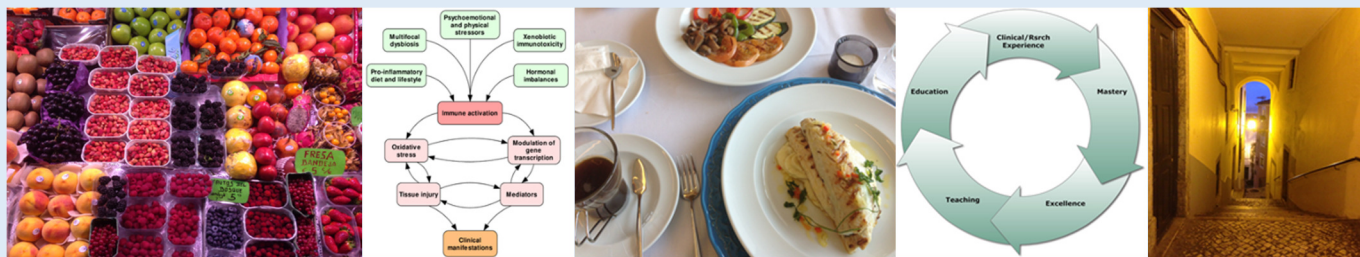 FRESA
Psychoemotional
and physical
stressors
Multifocal
dysbiosis
Xenobiotic
immunotoxicity
Pro-inflammatory
diet and lifestyle
Hormonal
imbalances
Immune activation
Oxidative
stress
Modulation of
gene
transcription
Tissue injury
Mediators
Clinical
manifestations
Clinical/Rsrch
Experience
Education
Mastery
Teaching
Excellence